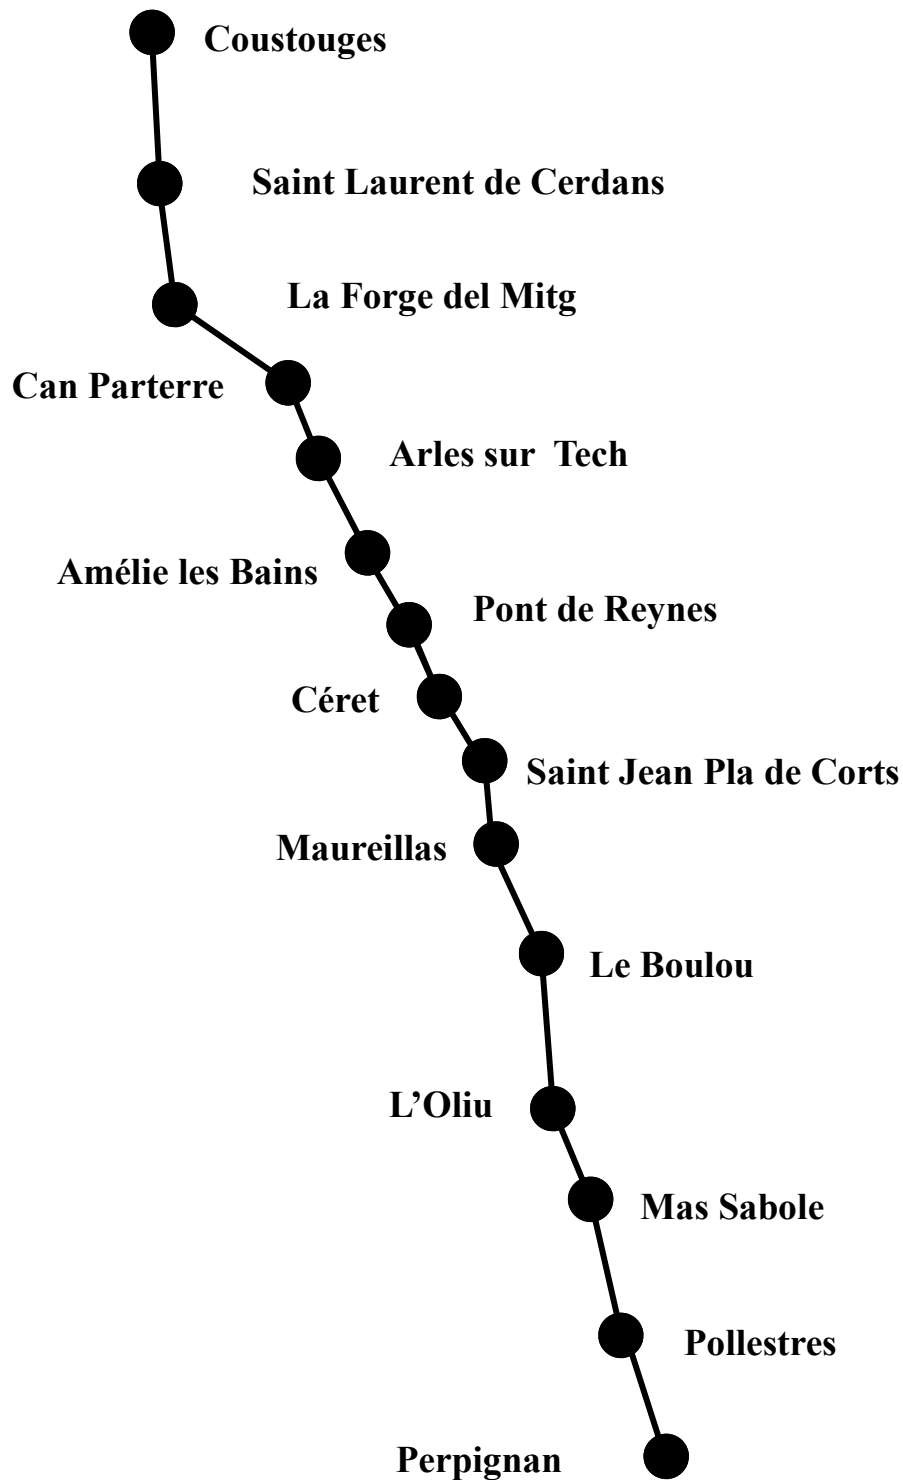 Coustouges
Saint Laurent de Cerdans
La Forge del Mitg
Can Parterre
Arles sur Tech
Amélie les Bains
Pont de Reynes
Céret
Saint Jean Pla de Corts
Maureillas
Le Boulou
L’Oliu
Mas Sabole
Pollestres
Perpignan